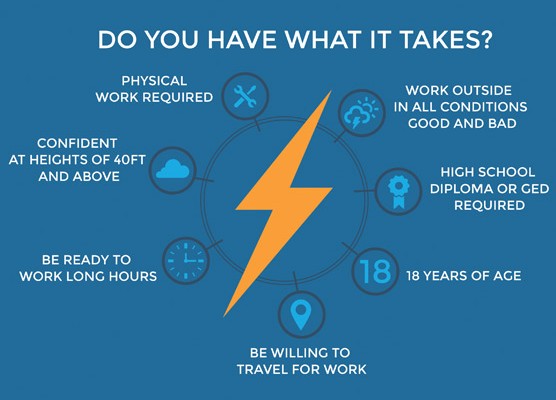 DO YOU HAVE WHAT IT TAKES?
PHYSICAL
WORK REQUIRED
WORK OUTSIDE
IN ALL CONDITIONS
GOOD AND BAD
CONFIDENT
AT HEIGHTS OF 40FT
AND ABOVE
HIGH SCHOOL
DIPLOMA OR GED
REQUIRED
BE READY TO
WORK LONG HOURS
18
18 YEARS OF AGE
BE WILLING TO
TRAVEL FOR WORK